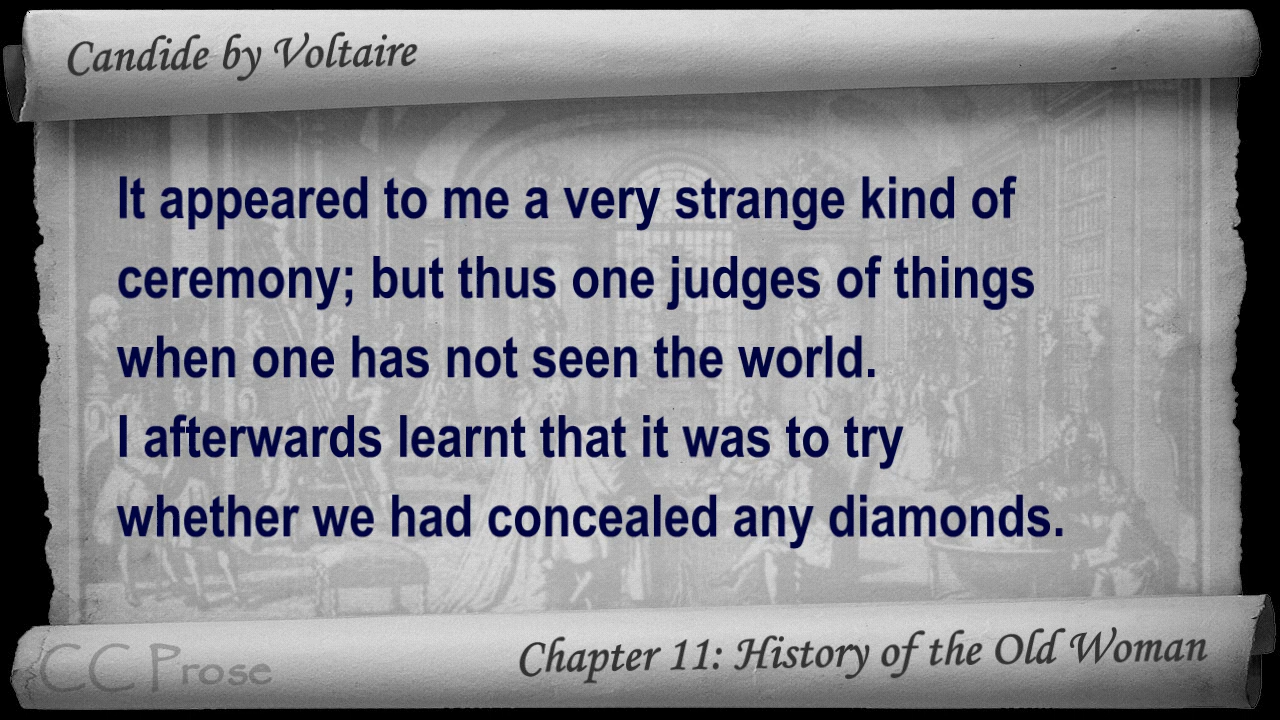 Candide by Voltaire
It appeared to me a very strange kind of
ceremony; but thus one judges of things
when one has not seen the world.
I afterwards learnt that it was to try
whether we had concealed any diamonds.
CC Prose
Chapter 11: History of the Old Woman